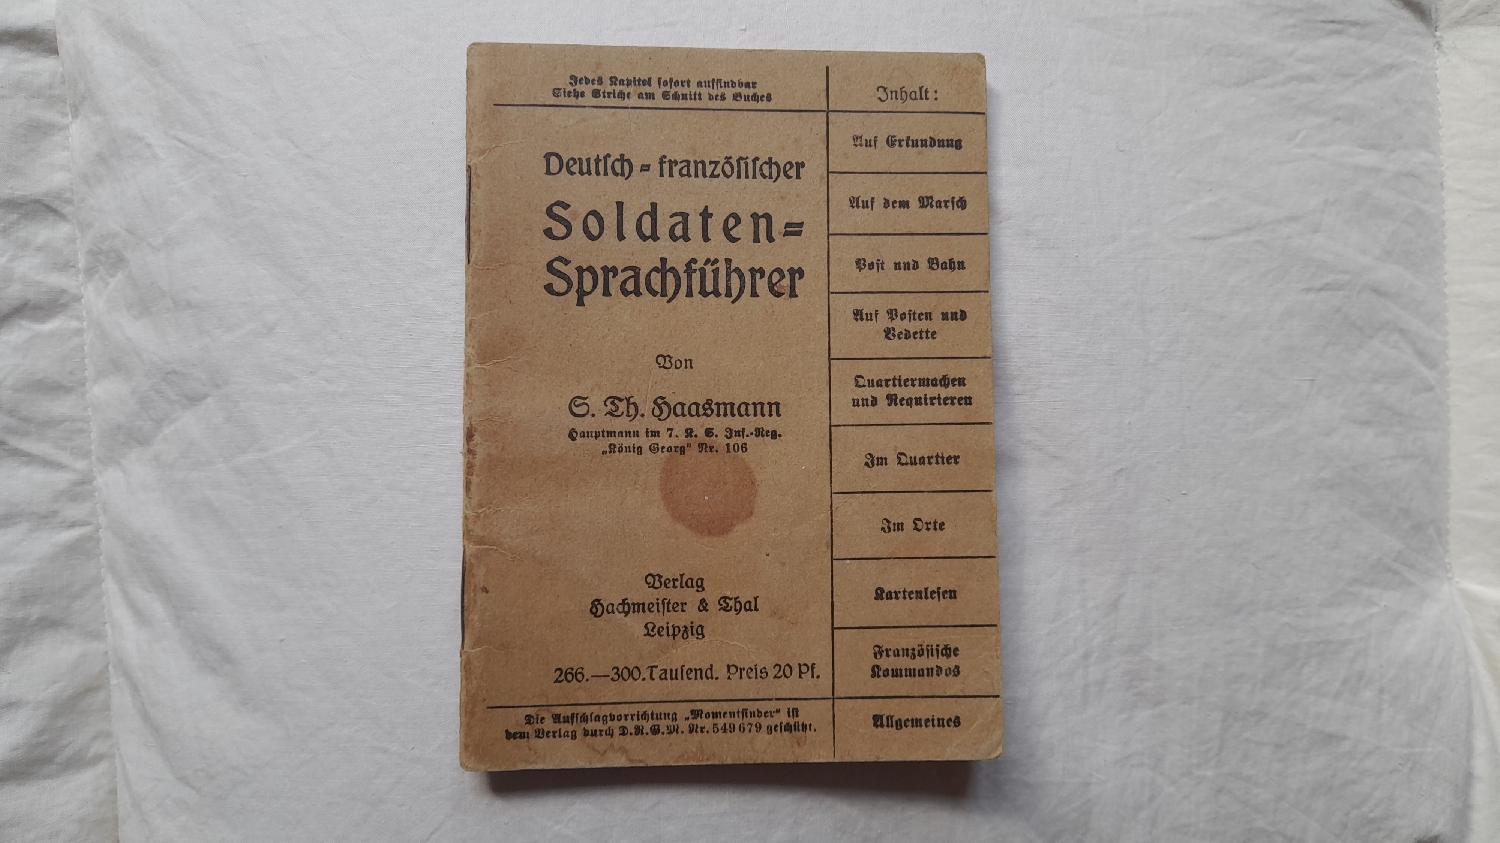 Jedes Kapitel sofort auffindbar
Siehe Striche am Schnitt des Buches
Deutsch-französischer
Soldaten-
Sprachführer
Von
S. Th. Haasmann
Hauptmann im 7. K. S. Inf.-Reg.
„König Georg" Nr. 106
Verlag
Hachmeister & Thal
Leipzig
266.—300. Tausend. Preis 20 Pf.
Die Aufschlagvorrichtung „Momentfinder" ist
dem Verlag durch D.R.G.M. Nr. 549679 geschützt.
Inhalt:
Auf Erkundung
Auf dem Marsch
Post und Bahn
Auf Posten und
Vedette
Quartiermachen
und Requirieren
Im Quartier
Im Orte
Kartenlesen
Französische
Kommandos
Allgemeines